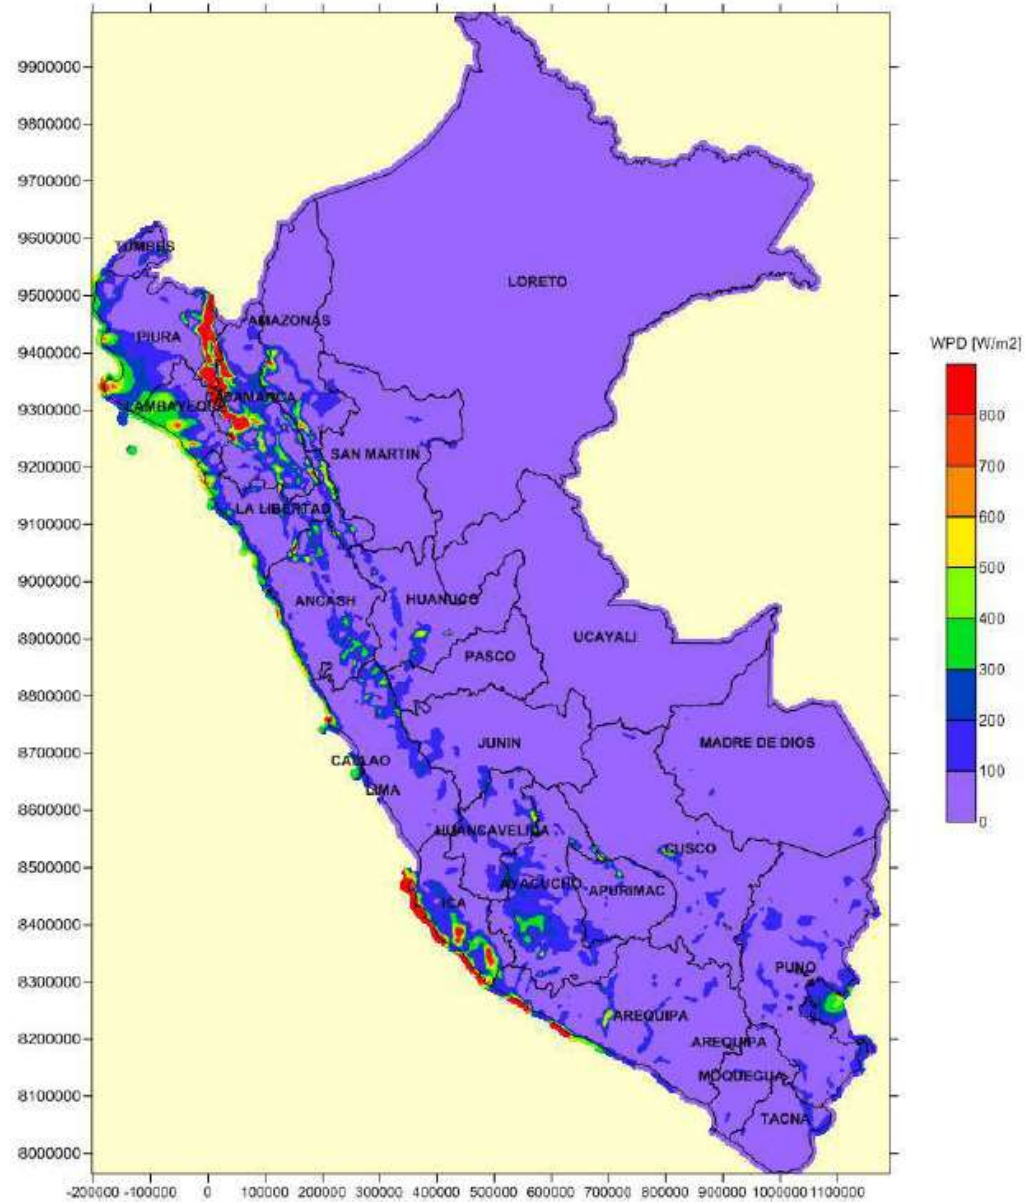 9900000
9800000
9700000
9600000
TUMBES
LORETO
9500000
AMAZONAS
PIURA
9400000
WPD [W/m2]
CAJAMARCA
LAMBAYEQUE
9300000
800
SAN MARTIN
700
9200000
600
LA LIBERTAD
9100000
500
9000000
400
ANCASH
HUANUCO
UCAYALI
8900000
300
PASCO
8800000
200
JUNIN
MADRE DE DIOS
8700000
100
CALLAO
LIMA
0
8600000
HUANCAVELICA
CUSCO
8500000
AYACUCHO
APURIMAC
ICA
8400000
PUNO
8300000
AREQUIPA
8200000
AREQUIPA
MOQUEGUA
8100000
TACNA
8000000
-200000 -100000 0 100000 200000 300000 400000 500000 600000 700000 800000 900000 10000001100000